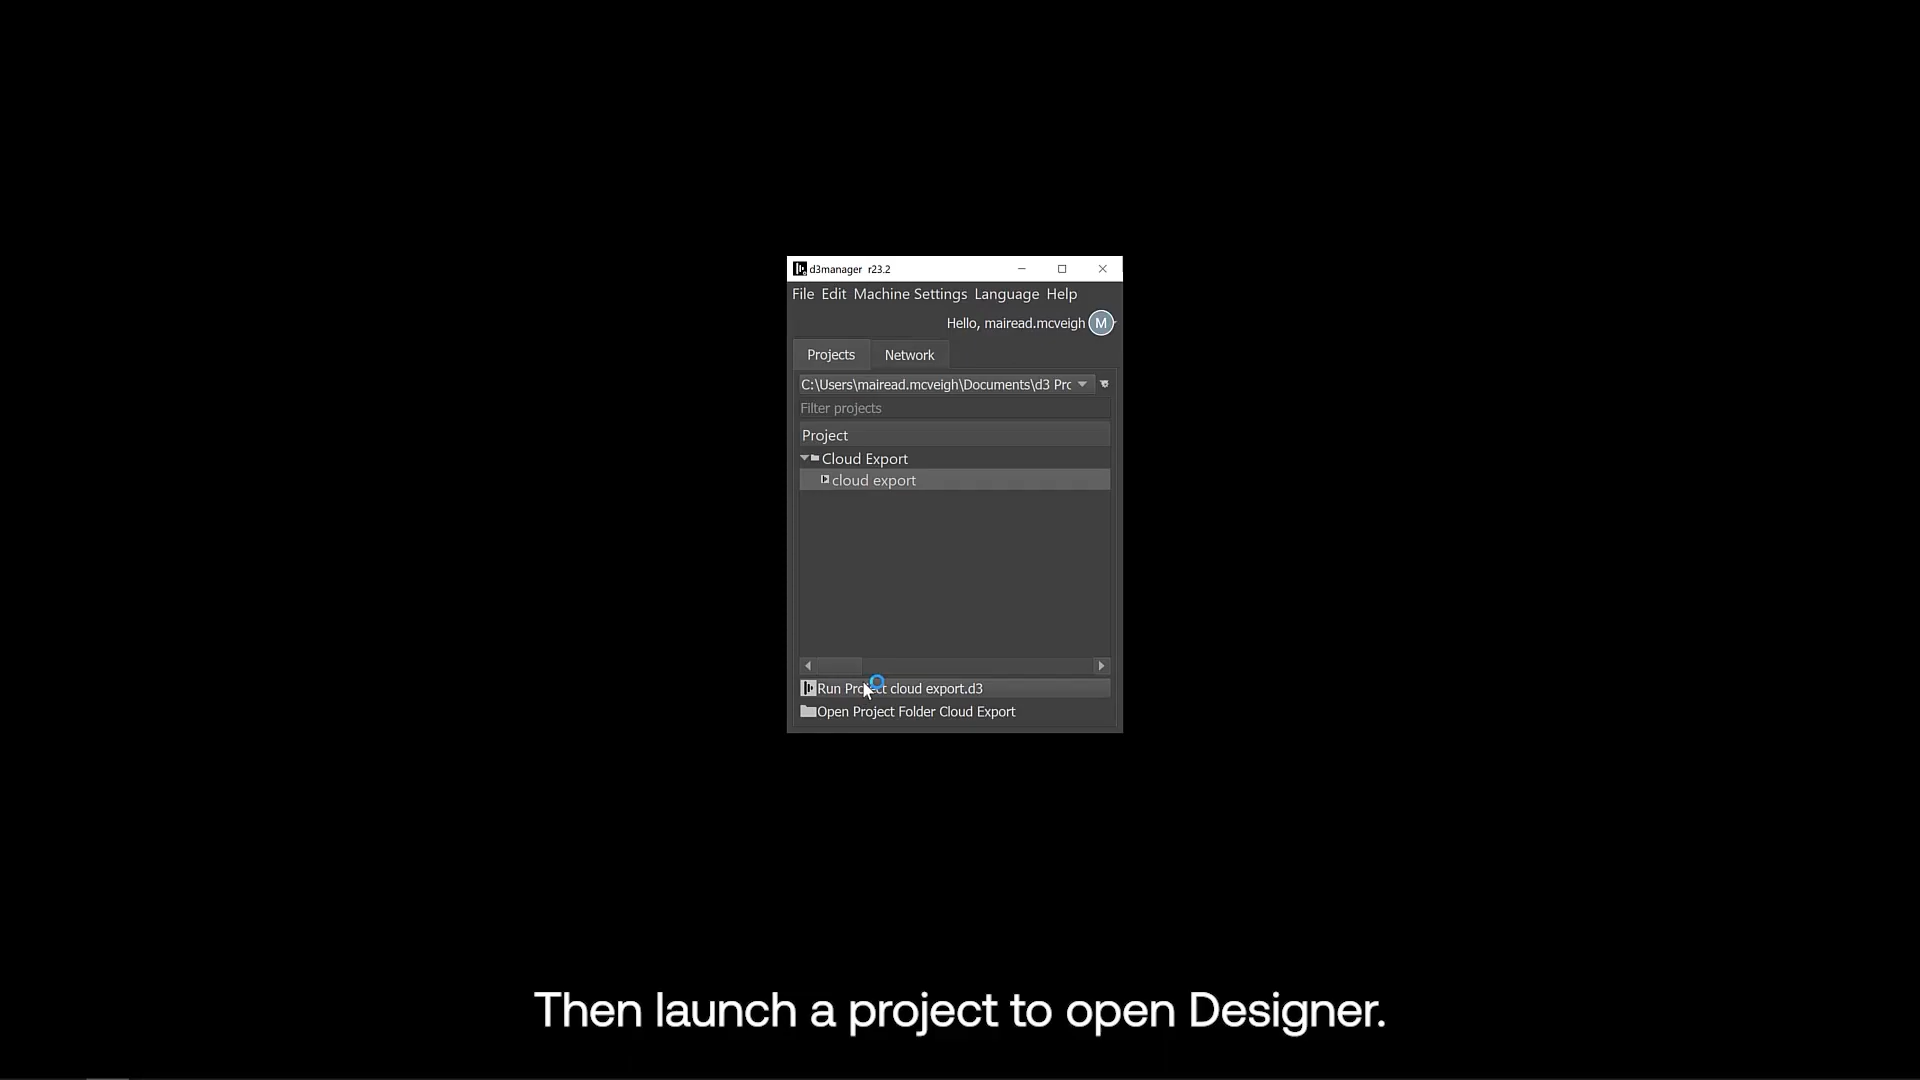 d3manager r23.2
File Edit Machine Settings Language Help
Hello, mairead.mcveigh M
Projects Network
C:\Users\mairead.mcveigh\Documents\d3 Prc
Filter projects
Project
Cloud Export
cloud export
Run Project cloud export.d3
Open Project Folder Cloud Export
Then launch a project to open Designer.